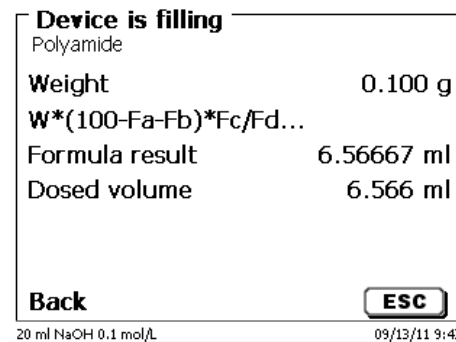 Device is filling
Polyamide
Weight 0.100 g
W*(100-Fa-Fb)*Fc/Fd...
Formula result 6.56667 ml
Dosed volume 6.566 ml
Back ESC
20 ml NaOH 0.1 mol/L 09/13/11 9:4